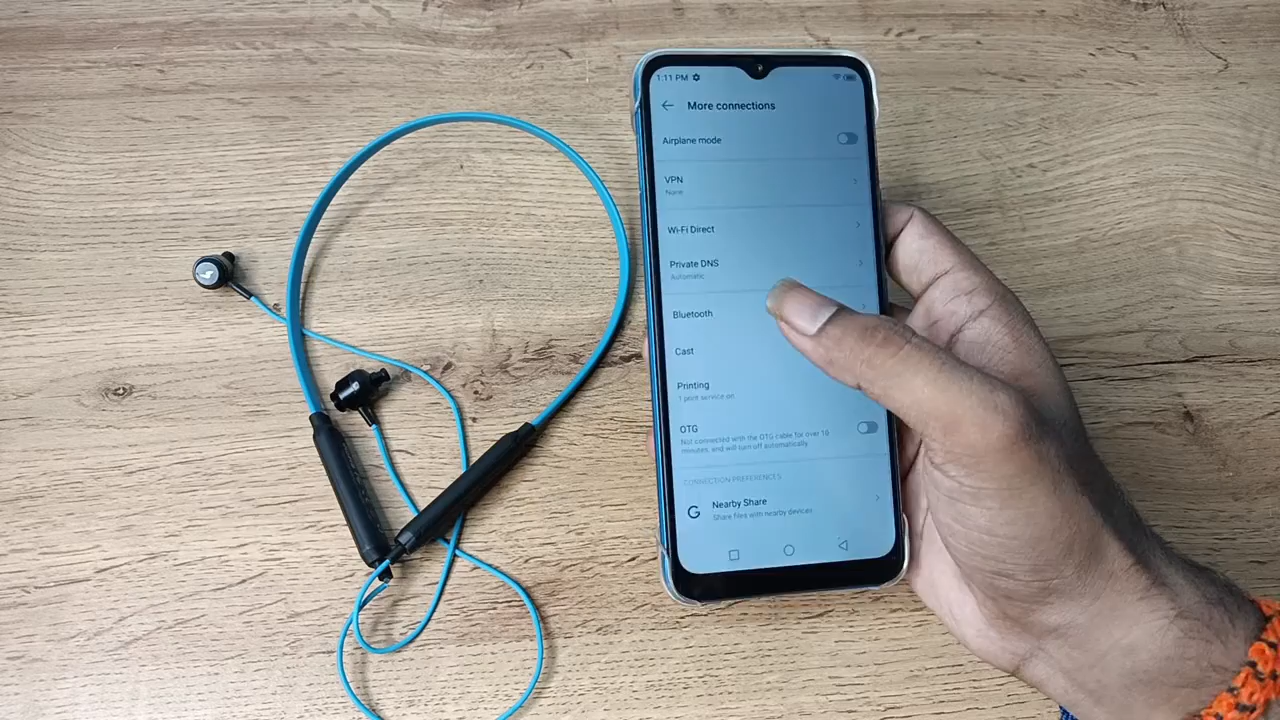 1:11 PM
More connections
Airplane mode
VPN
None
Wi-Fi Direct
Private DNS
Automatic
Bluetooth
Cast
Printing
1 print service on
OTG
Not connected with the OTG cable for over 10
minutes, and will turn off automatically.
CONNECTION PREFERENCES
G
Nearby Share
Share files with nearby devices